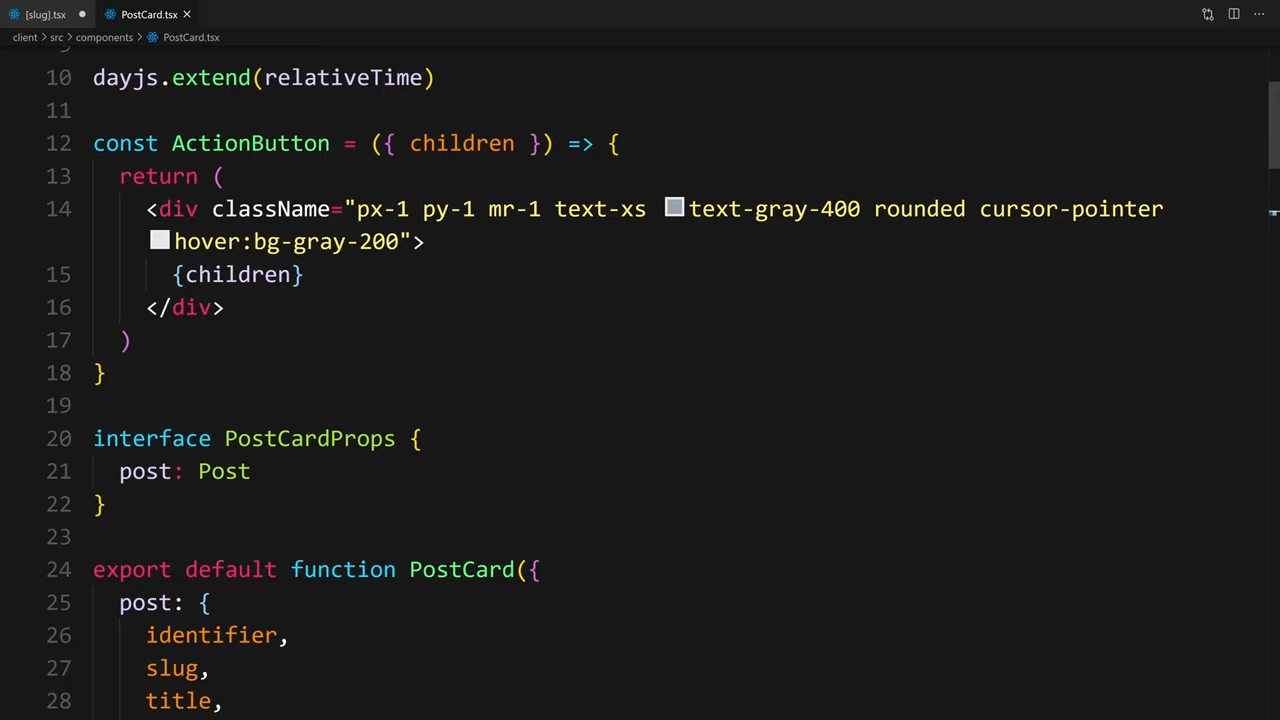 [slug].tsx ● PostCard.tsx ×
client > src > components > PostCard.tsx
9
10 dayjs.extend(relativeTime)
11
12 const ActionButton = ({ children }) => {
13 return (
14 <div className="px-1 py-1 mr-1 text-xs text-gray-400 rounded cursor-pointer
hover:bg-gray-200">
15 {children}
16 </div>
17 )
18 }
19
20 interface PostCardProps {
21 post: Post
22 }
23
24 export default function PostCard({
25 post: {
26 identifier,
27 slug,
28 title,